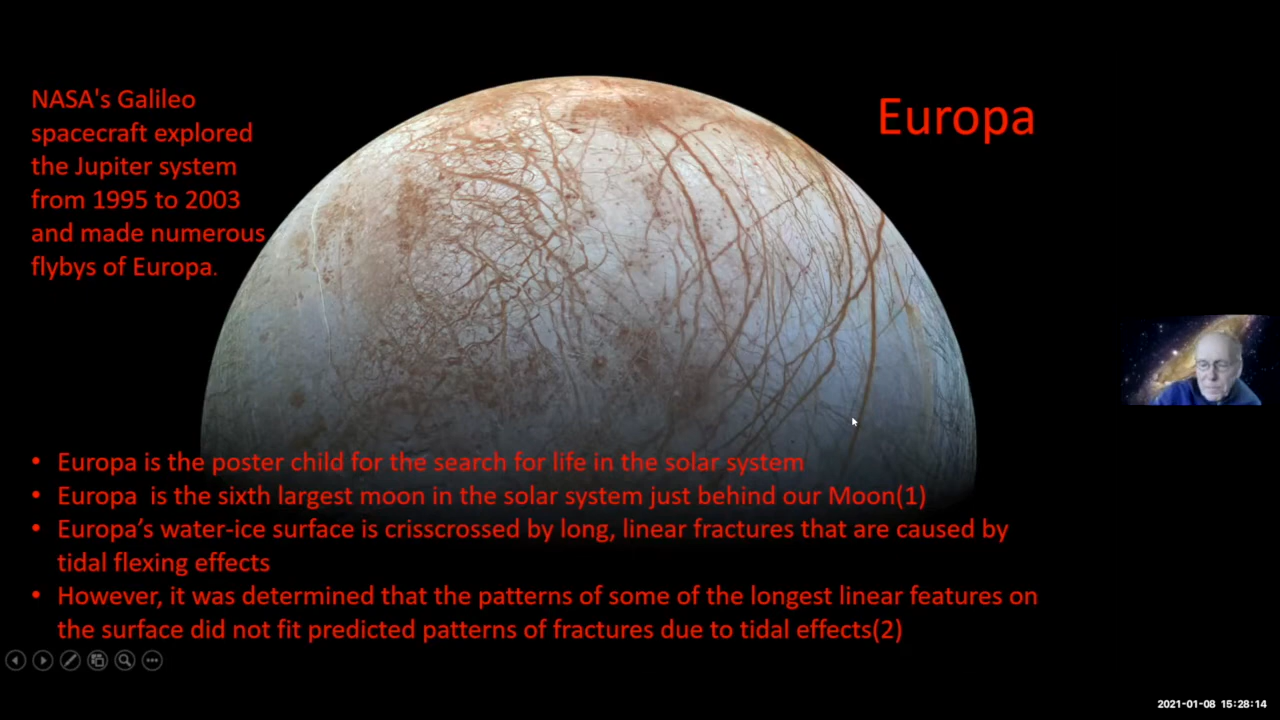 NASA's Galileo
spacecraft explored
the Jupiter system
from 1995 to 2003
and made numerous
flybys of Europa.
Europa
• Europa is the poster child for the search for life in the solar system
• Europa  is the sixth largest moon in the solar system just behind our Moon(1)
• Europa’s water-ice surface is crisscrossed by long, linear fractures that are caused by
tidal flexing effects
• However, it was determined that the patterns of some of the longest linear features on
the surface did not fit predicted patterns of fractures due to tidal effects(2)
2021-01-08 15:28:14